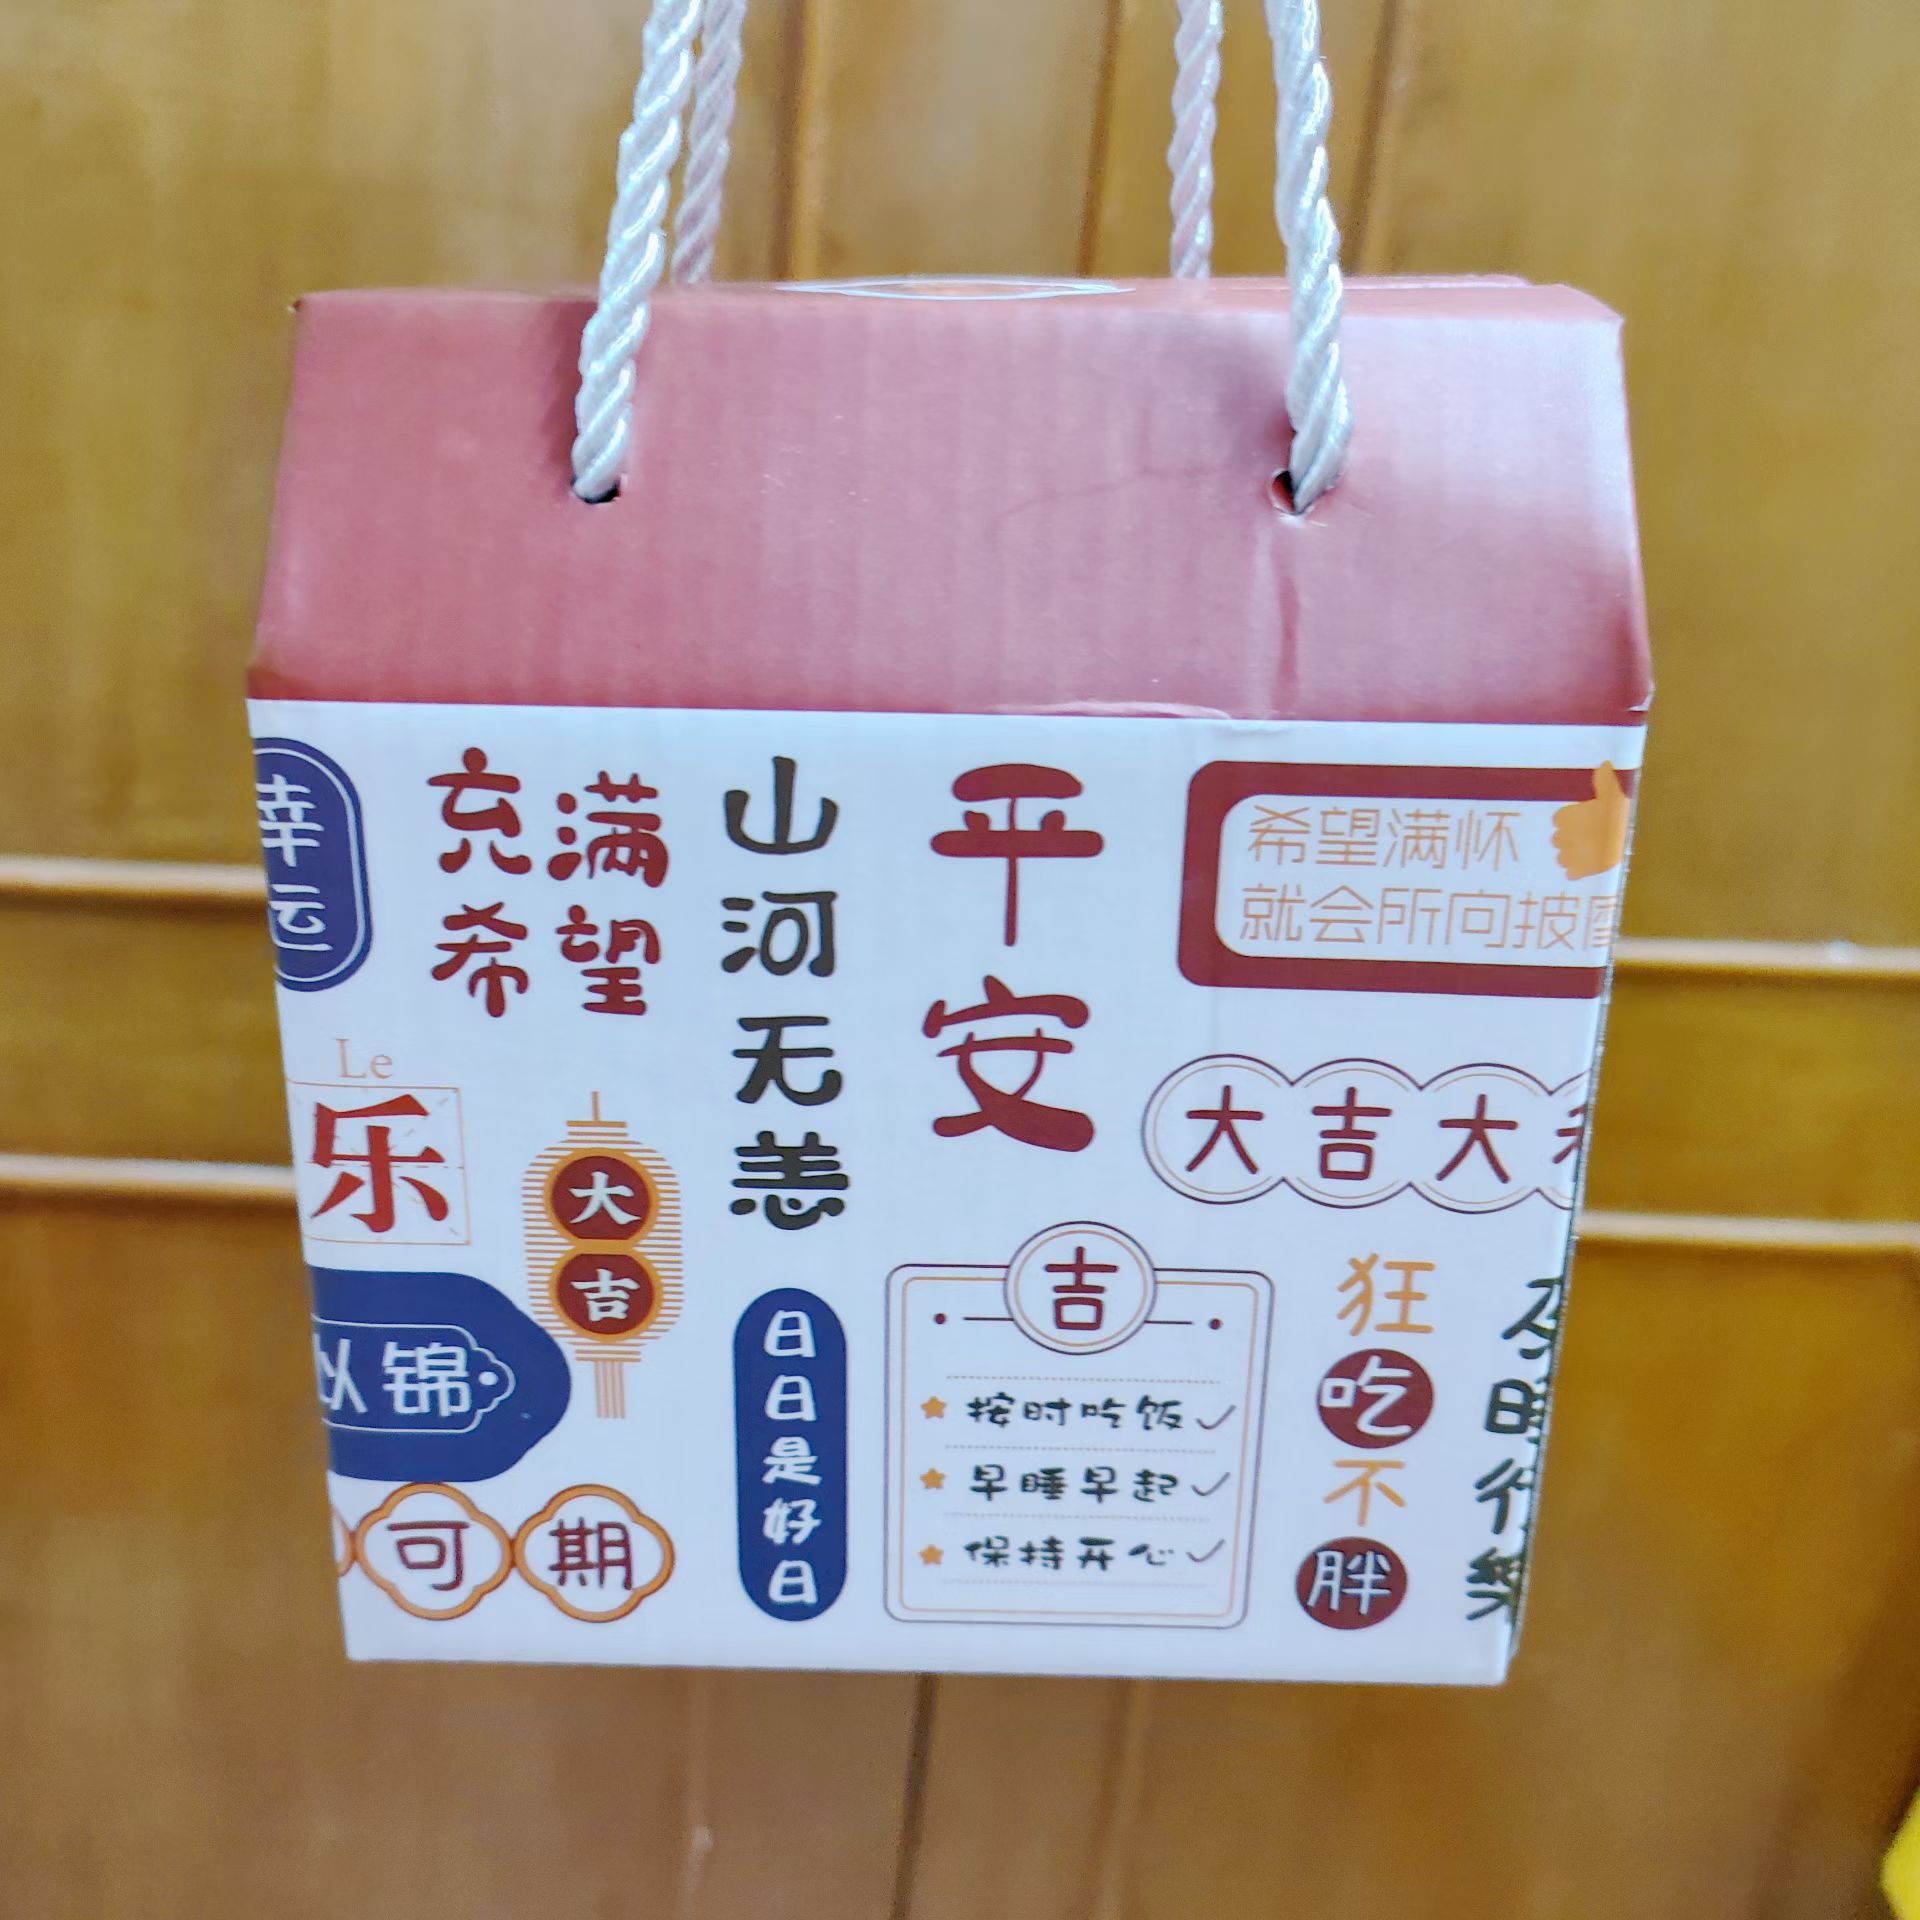 幸运
充满
希望
山河无恙
平安
希望满怀
就会所向披
Le
乐
大吉
大吉大
锦
可期
日日是好日
吉
按时吃饭
早睡早起
保持开心
狂吃不胖